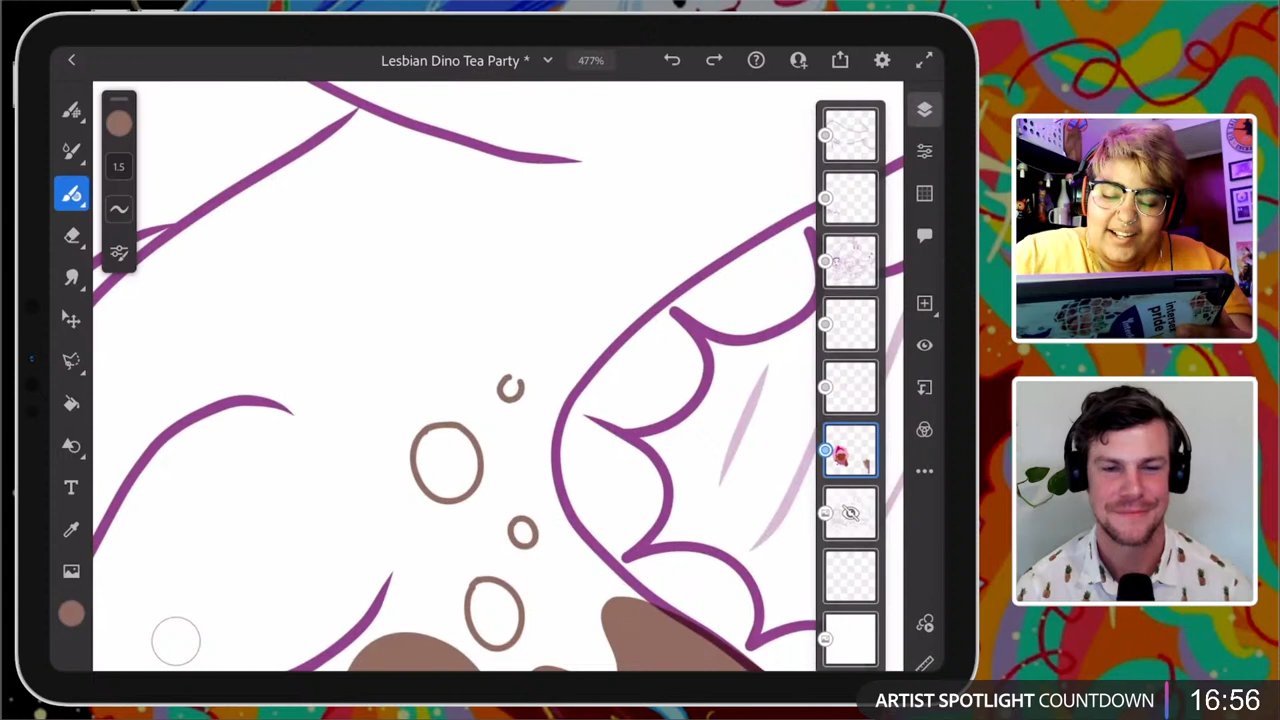 Lesbian Dino Tea Party *
477%
1.5
intersex
pride
ARTIST SPOTLIGHT COUNTDOWN
16:56